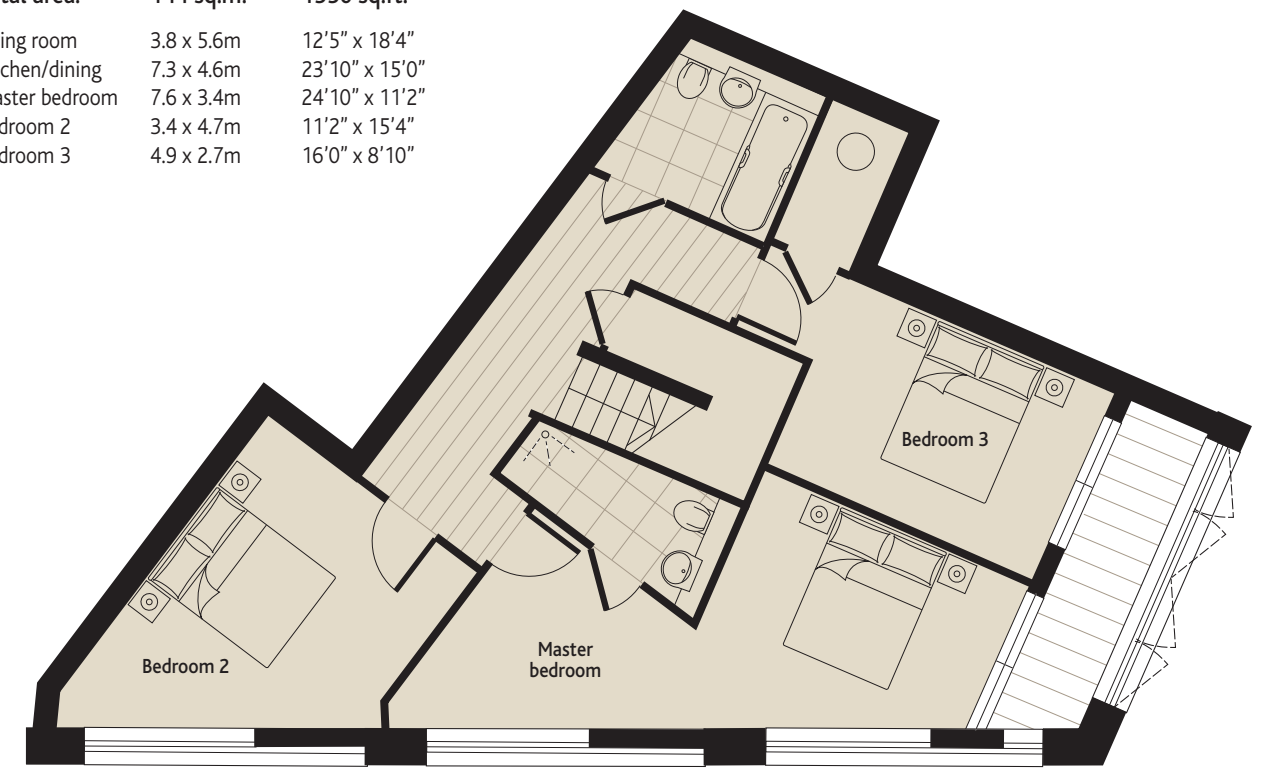 area: sq.m. sq.ft.
ing room 3.8 x 5.6m 12’5” x 18’4”
chen/dining 7.3 x 4.6m 23’10” x 15’0”
aster bedroom 7.6 x 3.4m 24’10” x 11’2”
droom 2 3.4 x 4.7m 11’2” x 15’4”
droom 3 4.9 x 2.7m 16’0” x 8’10”
Bedroom 3
Master
bedroom
Bedroom 2